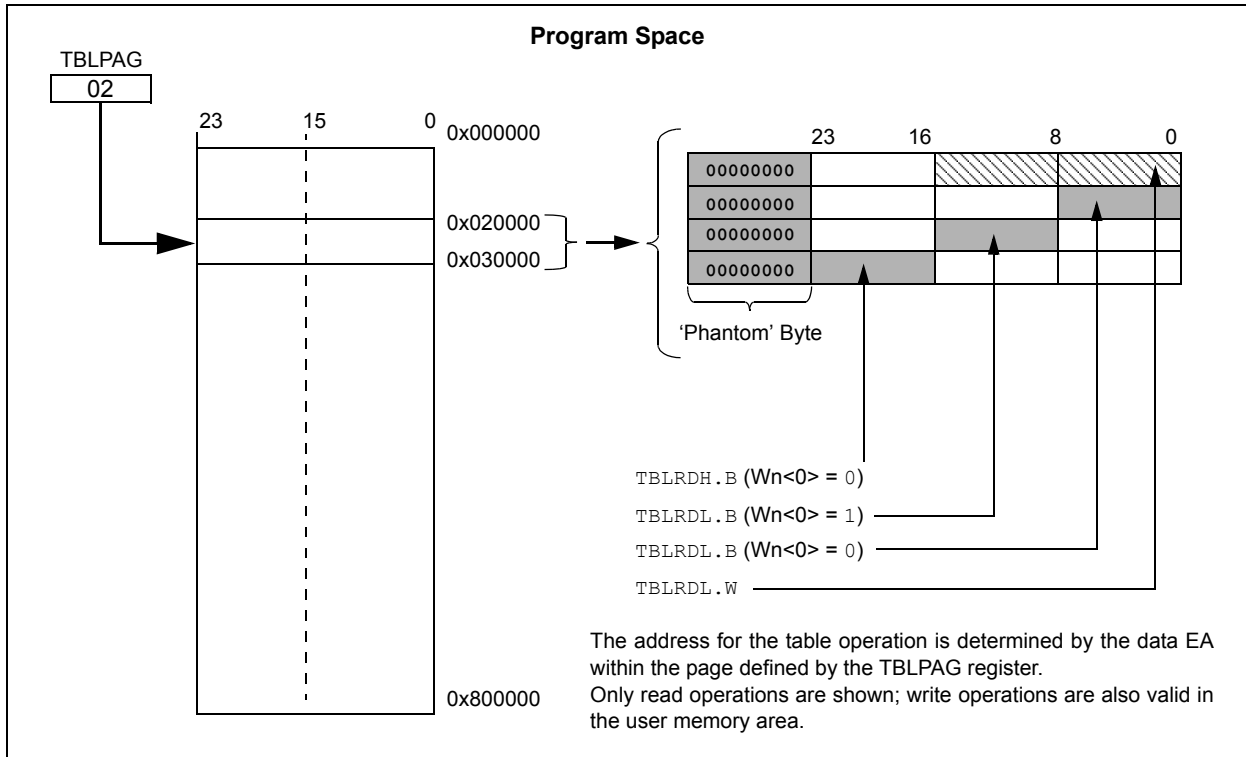 Program Space
TBLPAG
02
23 15 0
0x000000
0x020000
0x030000
0x800000
23 16 8 0
00000000
00000000
00000000
00000000
‘Phantom’ Byte
TBLRDH.B (Wn<0> = 0)
TBLRDL.B (Wn<0> = 1)
TBLRDL.B (Wn<0> = 0)
TBLRDL.W
The address for the table operation is determined by the data EA
within the page defined by the TBLPAG register.
Only read operations are shown; write operations are also valid in
the user memory area.